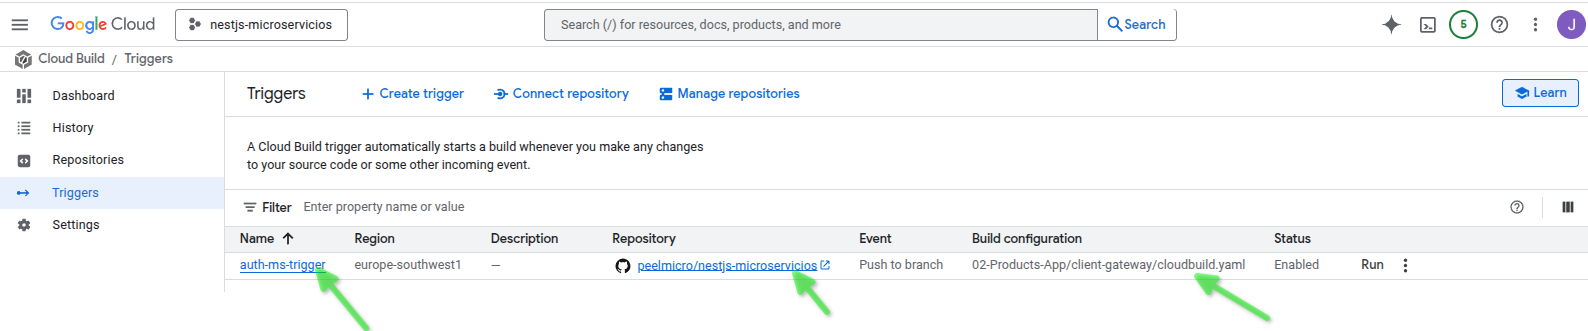 Google Cloud
nestjs-microservicios
Search (/) for resources, docs, products, and more
Search
5
J
Cloud Build / Triggers
Dashboard
History
Repositories
Triggers
Settings
Triggers
Create trigger
Connect repository
Manage repositories
Learn
A Cloud Build trigger automatically starts a build whenever you make any changes
to your source code or some other incoming event.
Filter Enter property name or value
Name Region Description Repository Event Build configuration Status
auth-ms-trigger europe-southwest1 — peelmicro/nestjs-microservicios Push to branch 02-Products-App/client-gateway/cloudbuild.yaml Enabled Run